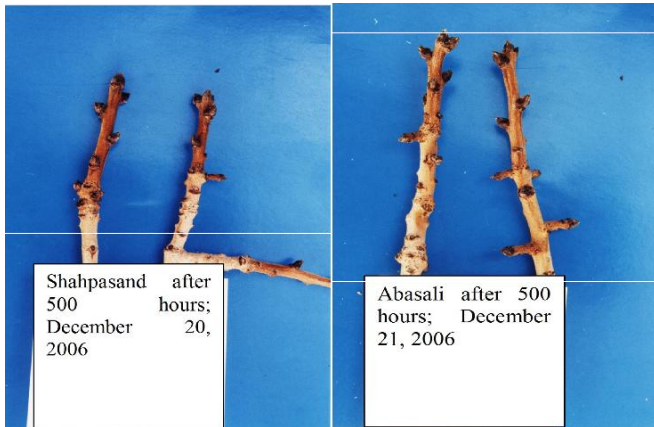 Shahpasand after
500 hours;
December 20,
2006
Abasali after 500
hours; December
21, 2006